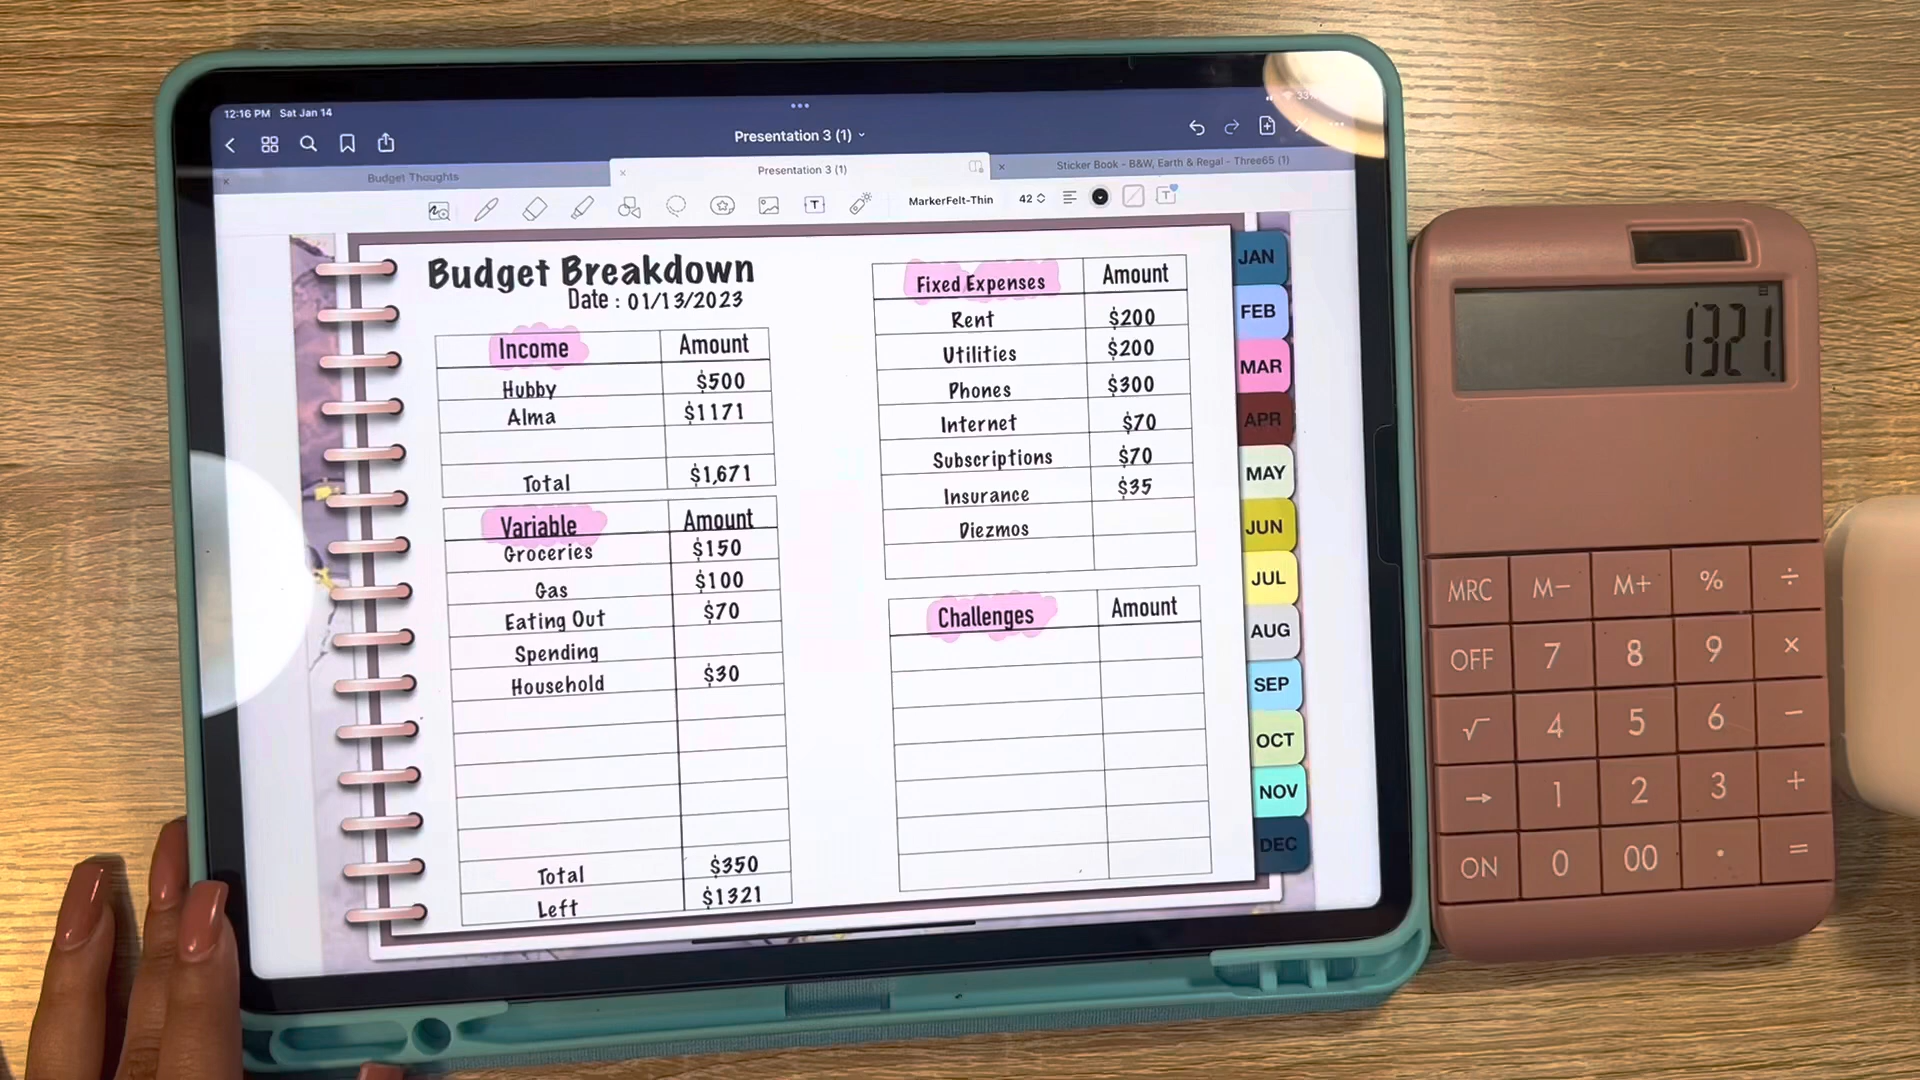 12:16 PM Sat Jan 14
33%
Presentation 3 (1)
Budget Thoughts
Presentation 3 (1)
Sticker Book - B&W, Earth & Regal - Three65 (1)
MarkerFelt-Thin 42
Budget Breakdown
Date : 01/13/2023
Income Amount
Hubby $500
Alma $1171
Total $1,671
Variable Amount
Groceries $150
Gas $100
Eating Out $70
Spending
Household $30
Total $350
Left $1321
Fixed Expenses Amount
Rent $200
Utilities $200
Phones $300
Internet $70
Subscriptions $70
Insurance $35
Diezmos
Challenges Amount
JAN
FEB
MAR
APR
MAY
JUN
JUL
AUG
SEP
OCT
NOV
DEC
1'321.
MRC M− M+ % ÷
OFF 7 8 9 ×
√ 4 5 6 −
→ 1 2 3 +
ON 0 00 . =